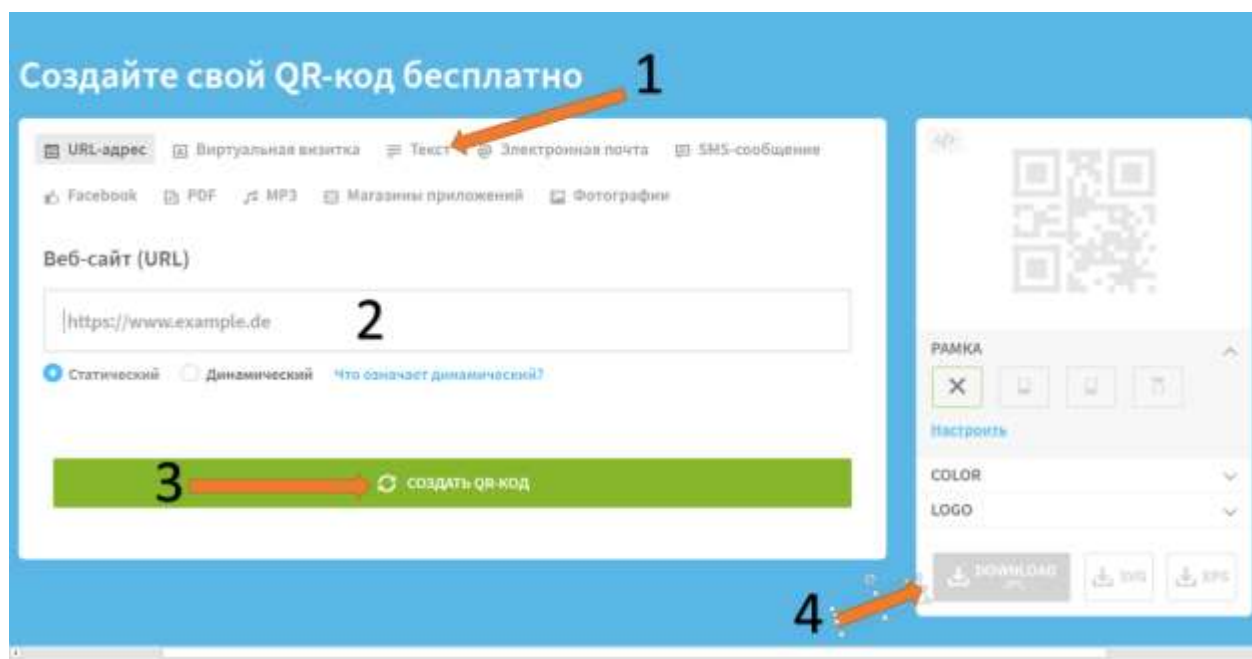 Создайте свой QR-код бесплатно
1
URL-адрес Виртуальная визитка Текст Электронная почта SMS-сообщение
Facebook PDF MP3 Магазины приложений Фотографии
Веб-сайт (URL)
https://www.example.de
2
Статический Динамический Что означает динамический?
3
СОЗДАТЬ QR-КОД
РАМКА
Настроить
COLOR
LOGO
DOWNLOAD
SVG
EPS
4